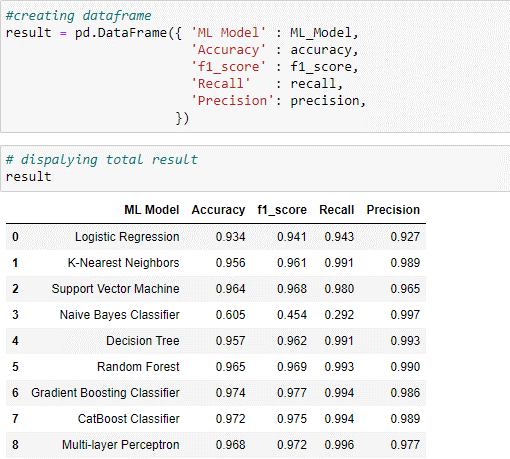 #creating dataframe
result = pd.DataFrame({ 'ML Model' : ML_Model,
                        'Accuracy' : accuracy,
                        'f1_score' : f1_score,
                        'Recall'   : recall,
                        'Precision': precision,
                      })
# dispalying total result
result
ML Model Accuracy f1_score Recall Precision
0 Logistic Regression 0.934 0.941 0.943 0.927
1 K-Nearest Neighbors 0.956 0.961 0.991 0.989
2 Support Vector Machine 0.964 0.968 0.980 0.965
3 Naive Bayes Classifier 0.605 0.454 0.292 0.997
4 Decision Tree 0.957 0.962 0.991 0.993
5 Random Forest 0.965 0.969 0.993 0.990
6 Gradient Boosting Classifier 0.974 0.977 0.994 0.986
7 CatBoost Classifier 0.972 0.975 0.994 0.989
8 Multi-layer Perceptron 0.968 0.972 0.996 0.977